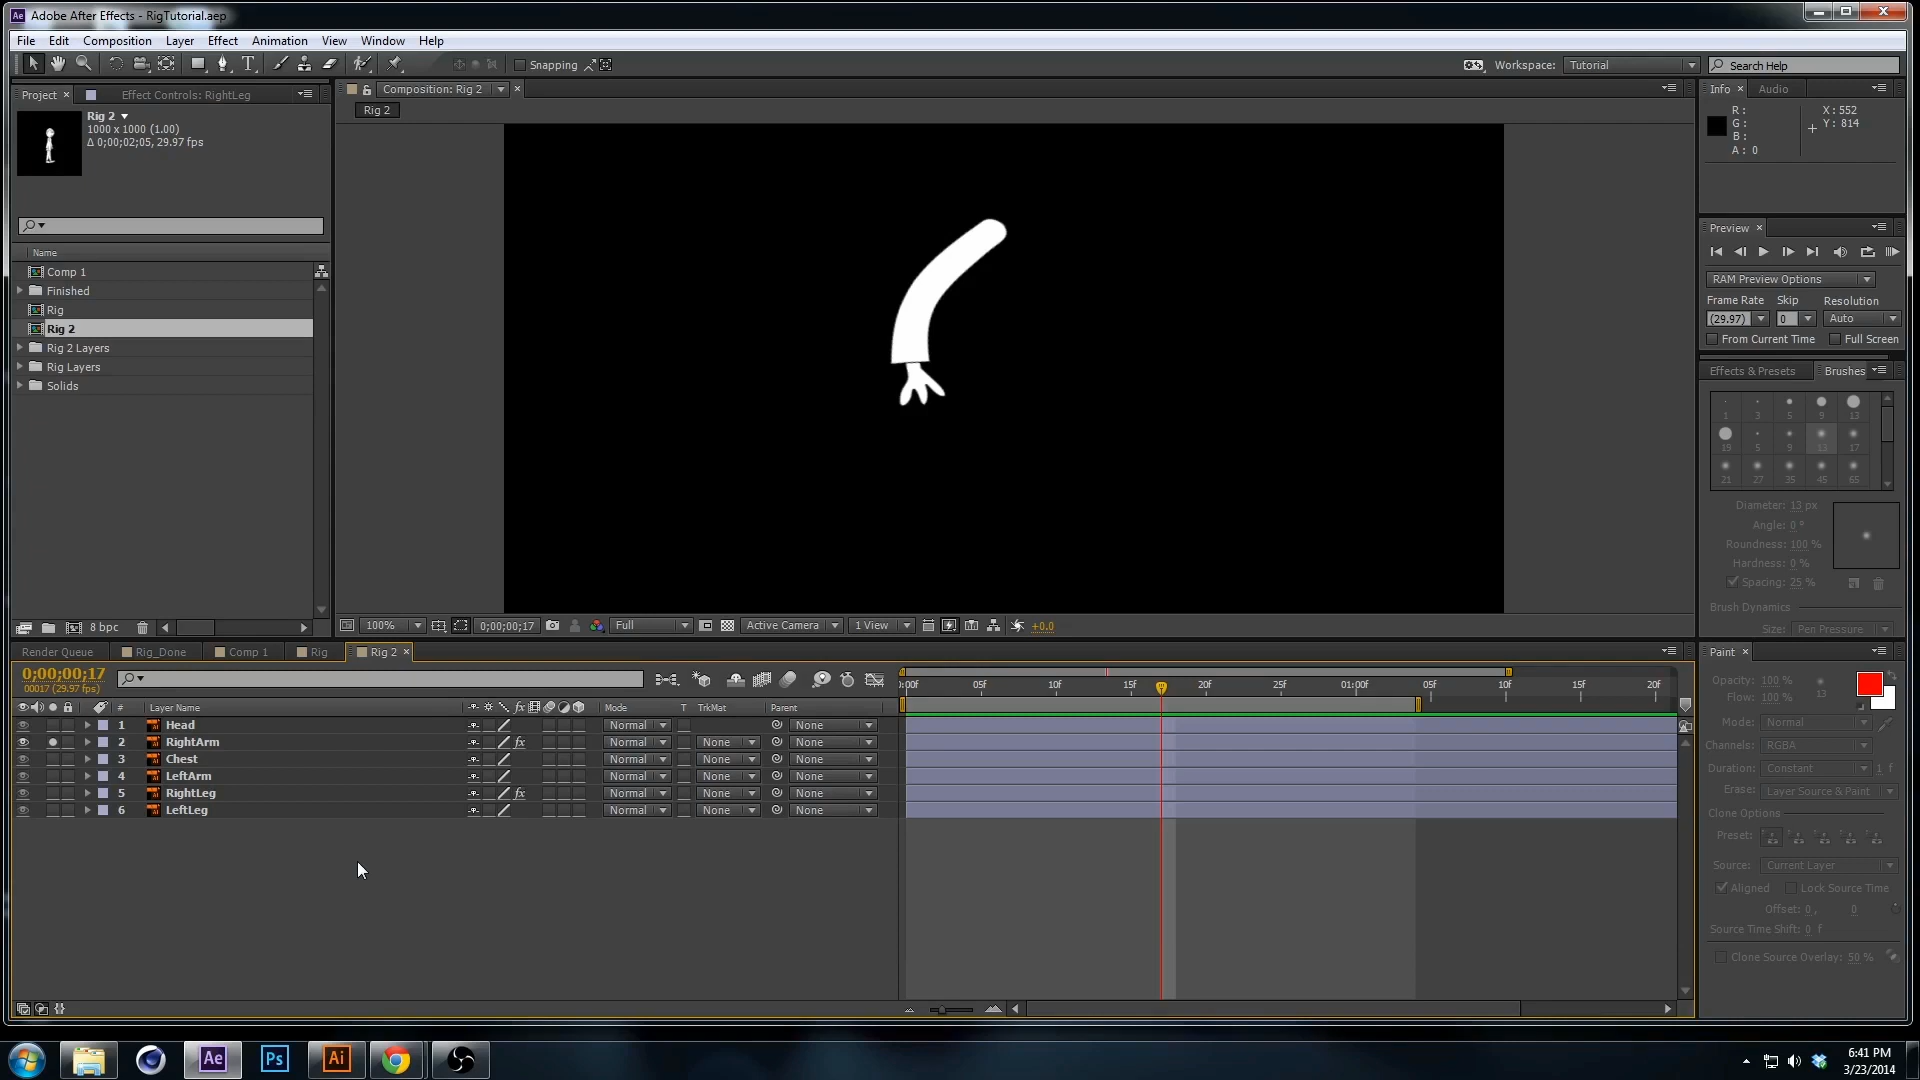 Ae Adobe After Effects - RigTutorial.aep
File Edit Composition Layer Effect Animation View Window Help
T Snapping Workspace: Tutorial Search Help
Project × Effect Controls: RightLeg
Rig 2
1000 x 1000 (1.00)
Δ 0;00;02;05, 29.97 fps
Name
Comp 1
Finished
Rig
Rig 2
Rig 2 Layers
Rig Layers
Solids
8 bpc
Composition: Rig 2 ×
Rig 2
100% 0;00;00;17 Full Active Camera 1 View +0.0
Info × Audio
R : X : 552
G : Y : 814
B :
A : 0
Preview ×
RAM Preview Options
Frame Rate Skip Resolution
(29.97) 0 Auto
From Current Time Full Screen
Effects & Presets Brushes
1 3 5 9 13
19 5 9 13 17
21 27 35 45 65
Diameter: 13 px
Angle: 0 °
Roundness: 100 %
Hardness: 0 %
Spacing: 25 %
Brush Dynamics
Size: Pen Pressure
Render Queue Rig_Done Comp 1 Rig Rig 2 ×
0;00;00;17
00017 (29.97 fps)
# Layer Name fx Mode T TrkMat Parent
1 Head Normal None
2 RightArm fx Normal None None
3 Chest Normal None None
4 LeftArm Normal None None
5 RightLeg fx Normal None None
6 LeftLeg Normal None None
:00f 05f 10f 15f 20f 25f 01:00f 05f 10f 15f 20f
Paint ×
Opacity: 100 %
Flow: 100 % 13
Mode: Normal
Channels: RGBA
Duration: Constant 1 f
Erase: Layer Source & Paint
Clone Options
Preset:
Source: Current Layer
Aligned Lock Source Time
Offset: 0 , 0
Source Time Shift: 0 f
Clone Source Overlay: 50 %
Ae Ps Ai
6:41 PM
3/23/2014